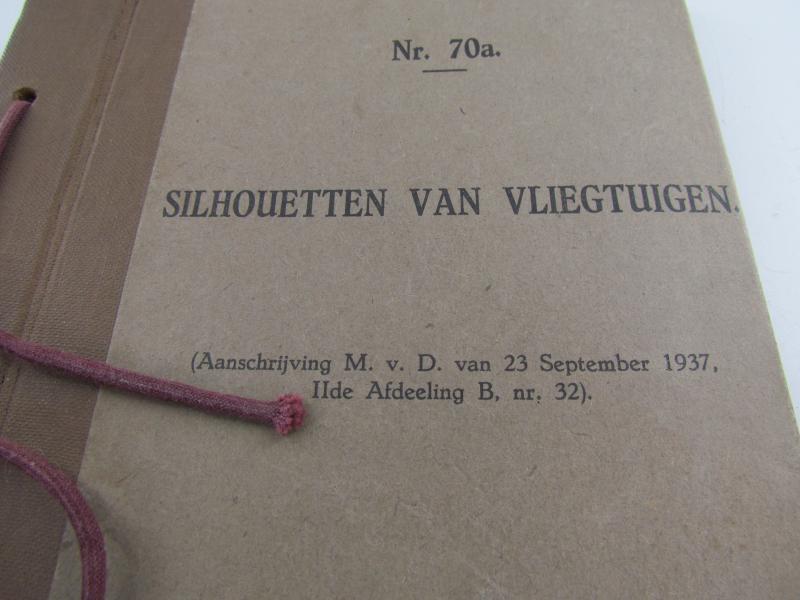 Nr. 70a.
SILHOUETTEN VAN VLIEGTUIGEN.
(Aanschrijving M. v. D. van 23 September 1937,
IIde Afdeeling B, nr. 32).